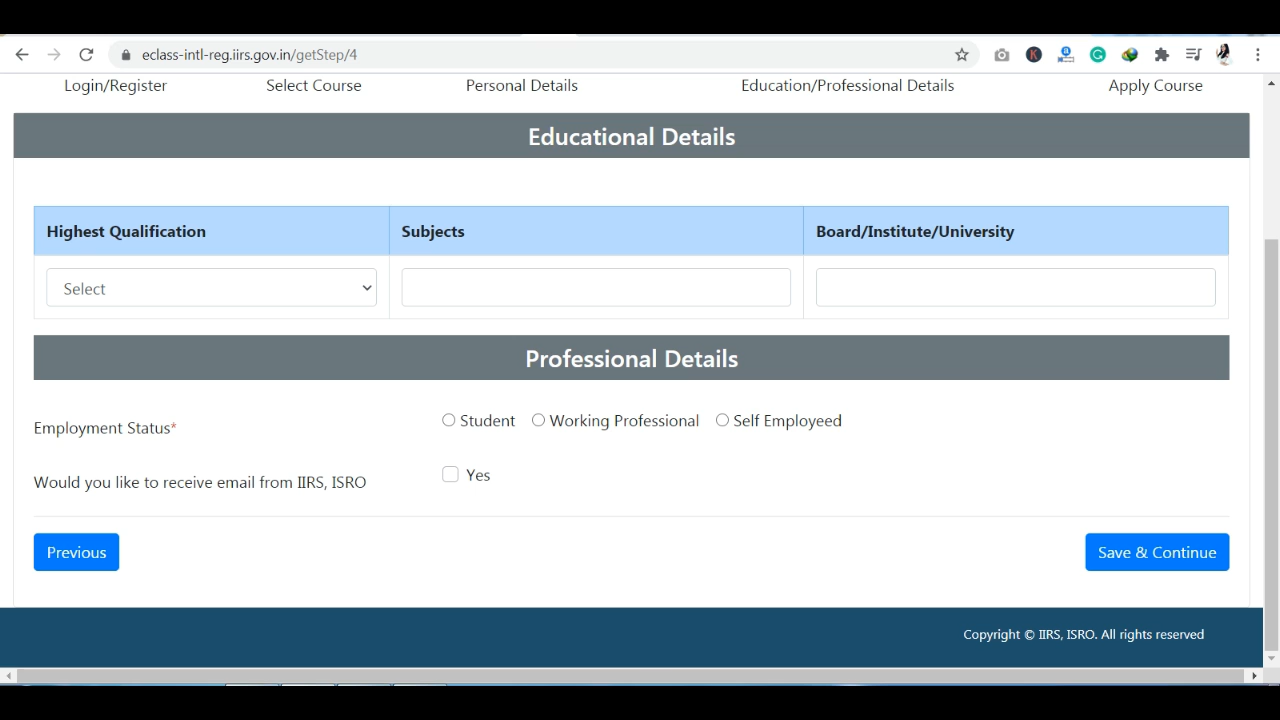 eclass-intl-reg.iirs.gov.in/getStep/4
Login/Register Select Course Personal Details Education/Professional Details Apply Course
Educational Details
Highest Qualification Subjects Board/Institute/University
Select
Professional Details
Employment Status* Student Working Professional Self Employeed
Would you like to receive email from IIRS, ISRO Yes
Previous Save & Continue
Copyright © IIRS, ISRO. All rights reserved